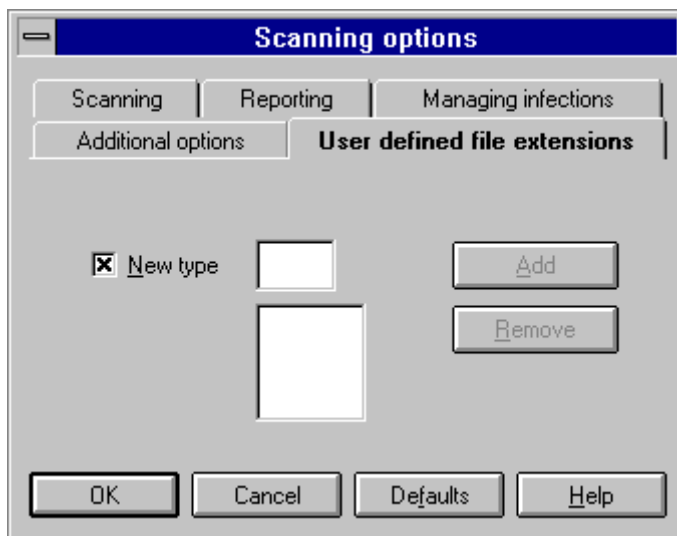 Scanning options
Scanning Reporting Managing infections
Additional options User defined file extensions
New type Add
Remove
OK Cancel Defaults Help